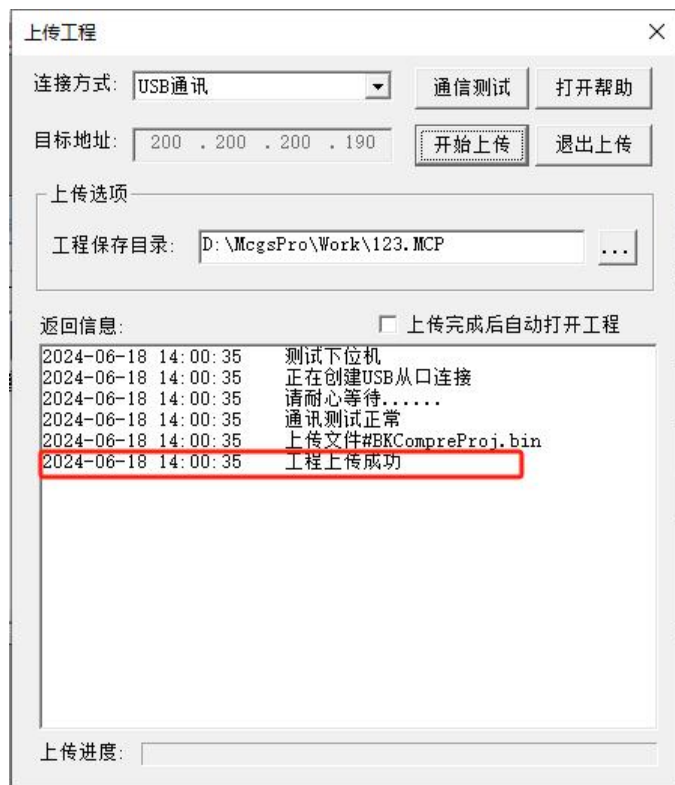 上传工程
连接方式: USB通讯 通信测试 打开帮助
目标地址: 200 . 200 . 200 . 190 开始上传 退出上传
上传选项
工程保存目录: D:\McgsPro\Work\123.MCP ...
返回信息: 上传完成后自动打开工程
2024-06-18 14:00:35 测试下位机
2024-06-18 14:00:35 正在创建USB从口连接
2024-06-18 14:00:35 请耐心等待......
2024-06-18 14:00:35 通讯测试正常
2024-06-18 14:00:35 上传文件#BKCompreProj.bin
2024-06-18 14:00:35 工程上传成功
上传进度: